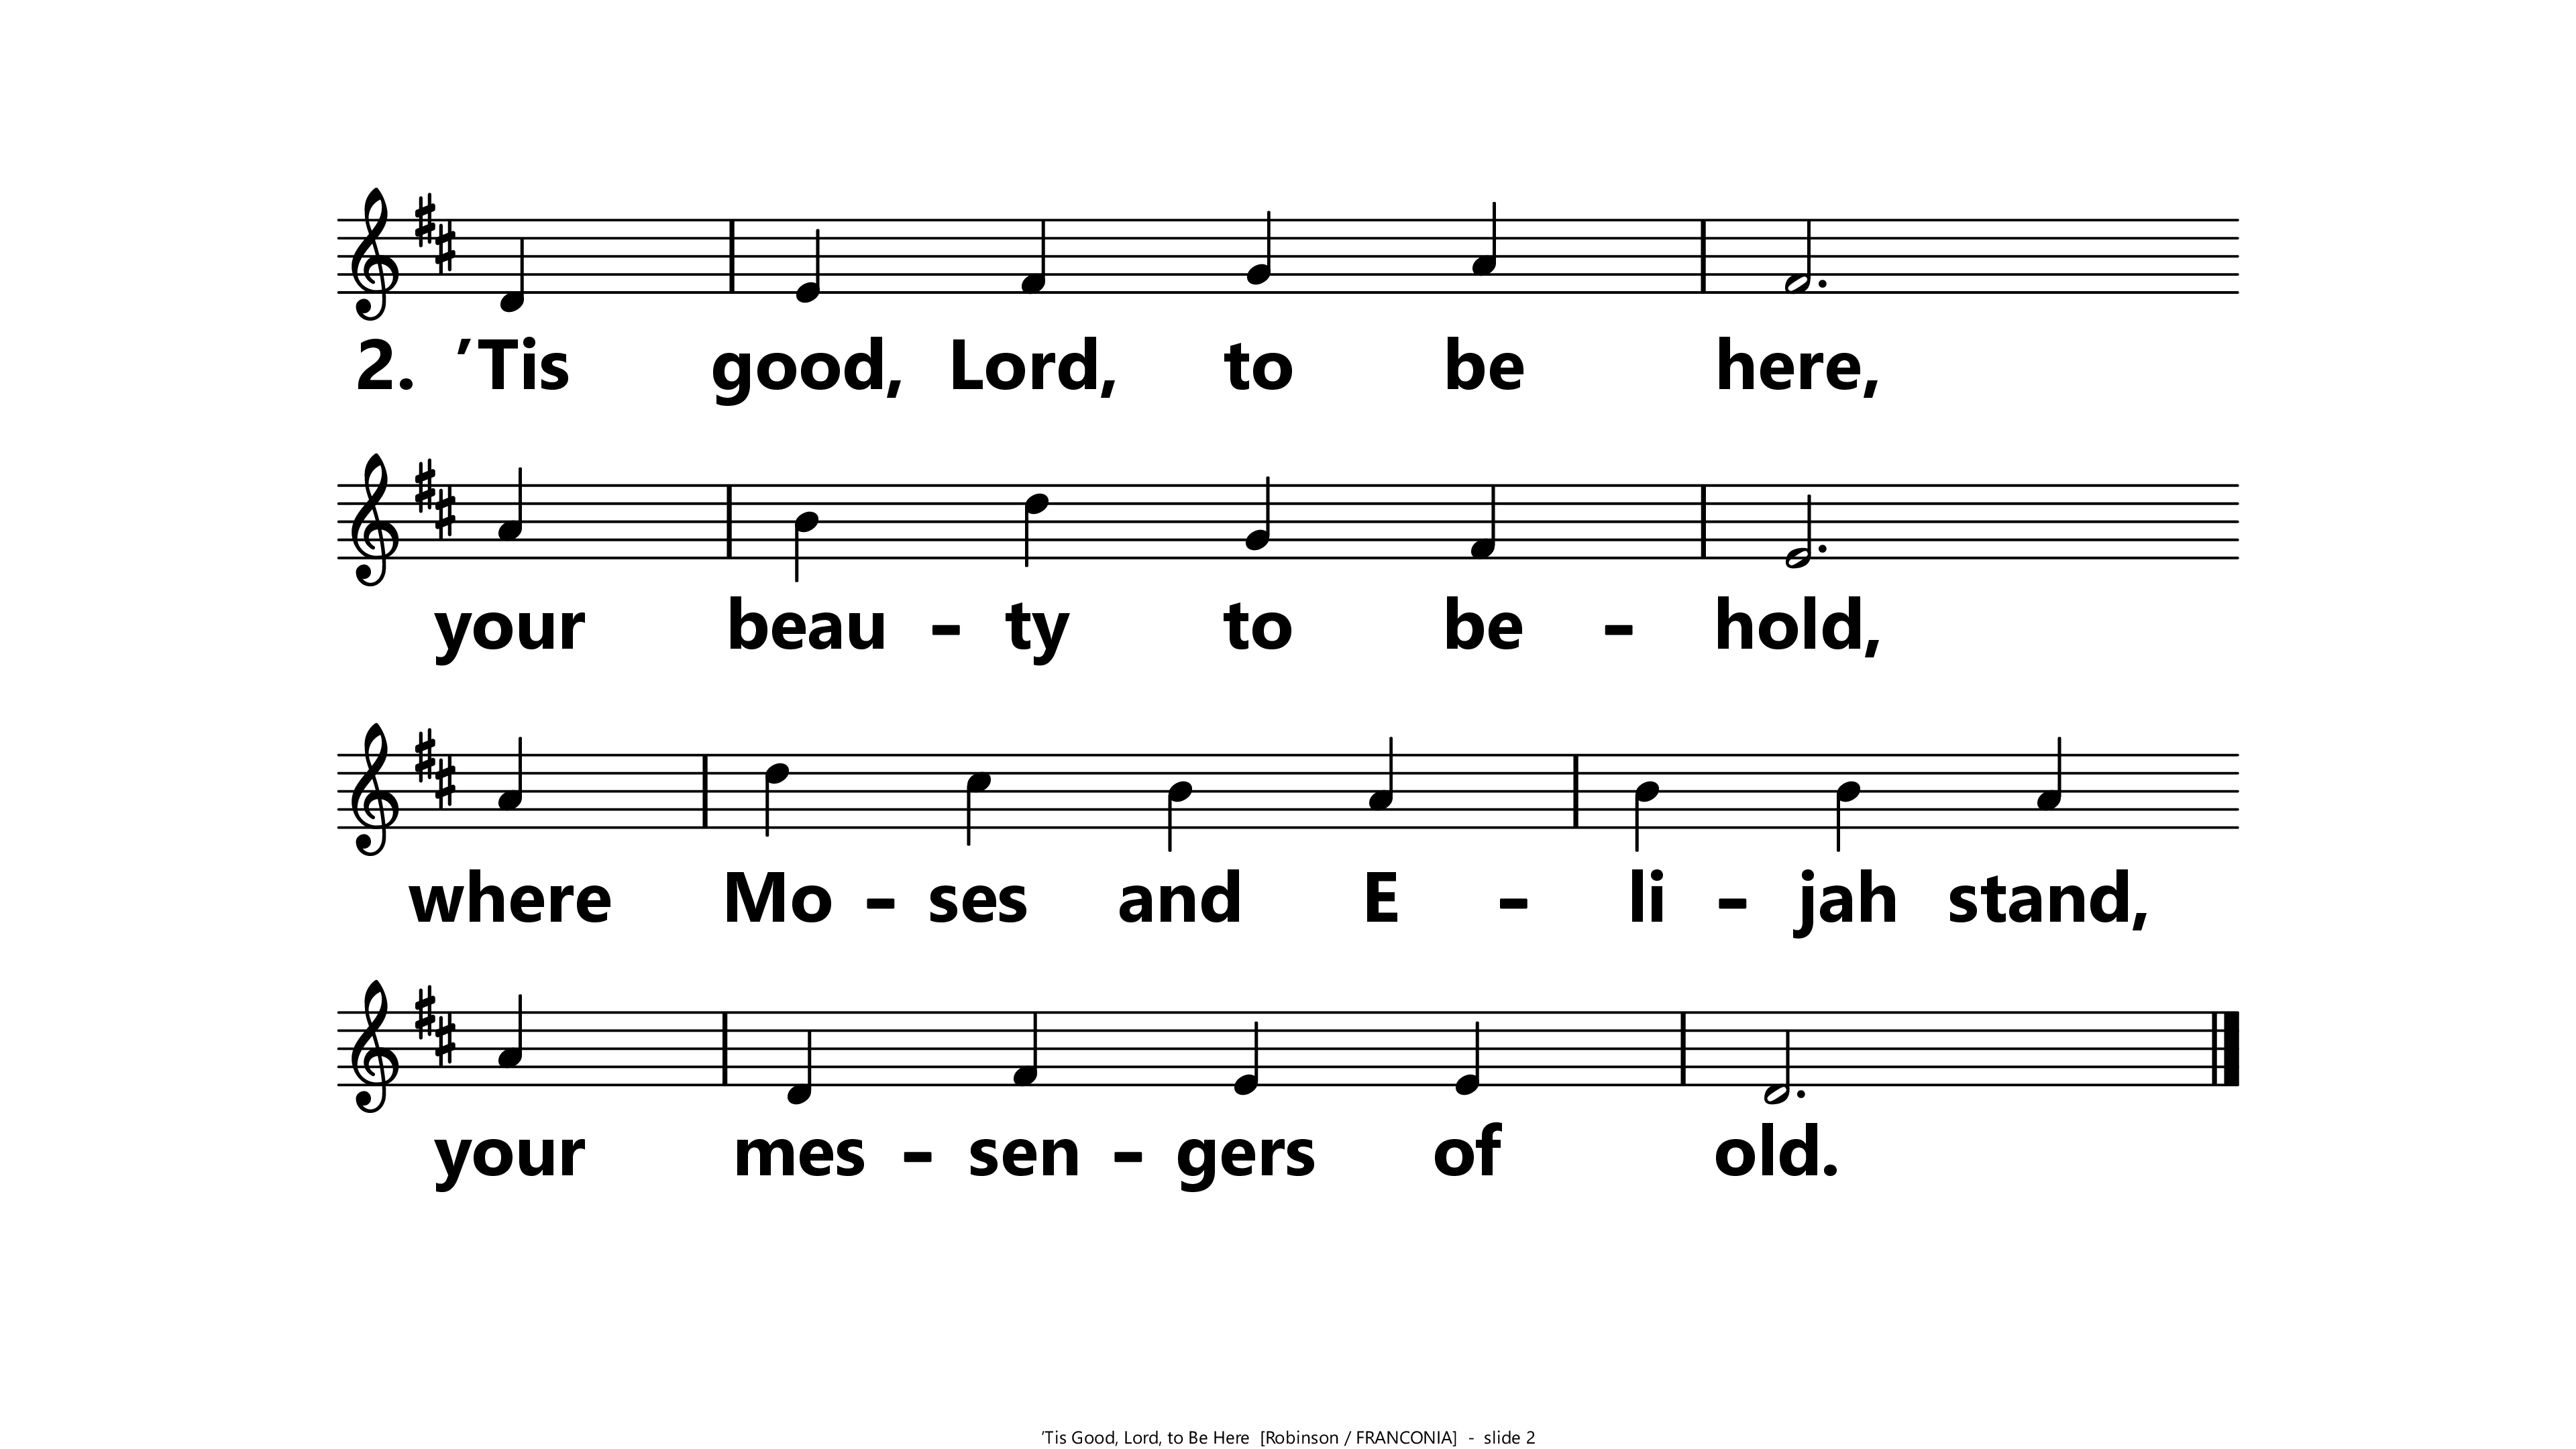 2. ’Tis good, Lord, to be here,
your beau - ty to be - hold,
where Mo - ses and E - li - jah stand,
your mes - sen - gers of old.
’Tis Good, Lord, to Be Here [Robinson / FRANCONIA] - slide 2